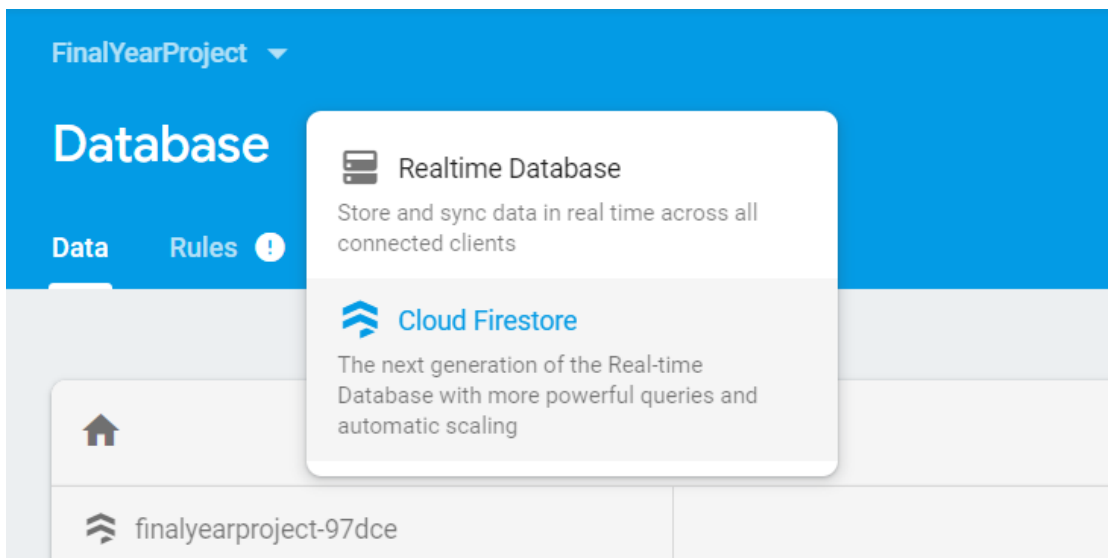 FinalYearProject
Database
Data
Rules !
Realtime Database
Store and sync data in real time across all
connected clients
Cloud Firestore
The next generation of the Real-time
Database with more powerful queries and
automatic scaling
finalyearproject-97dce